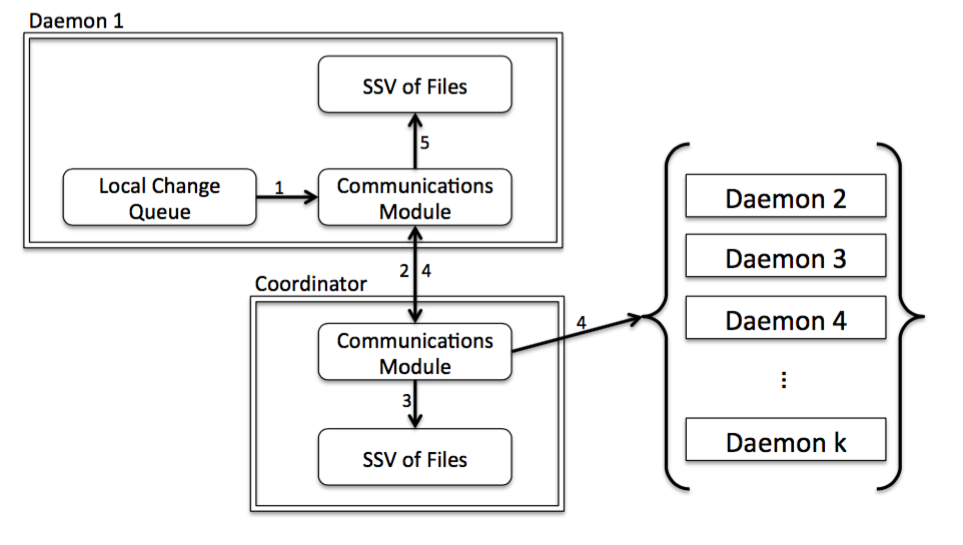 Daemon 1
SSV of Files
5
Local Change
Queue
1
Communications
Module
2 4
Coordinator
Communications
Module
4
3
SSV of Files
Daemon 2
Daemon 3
Daemon 4
...
Daemon k